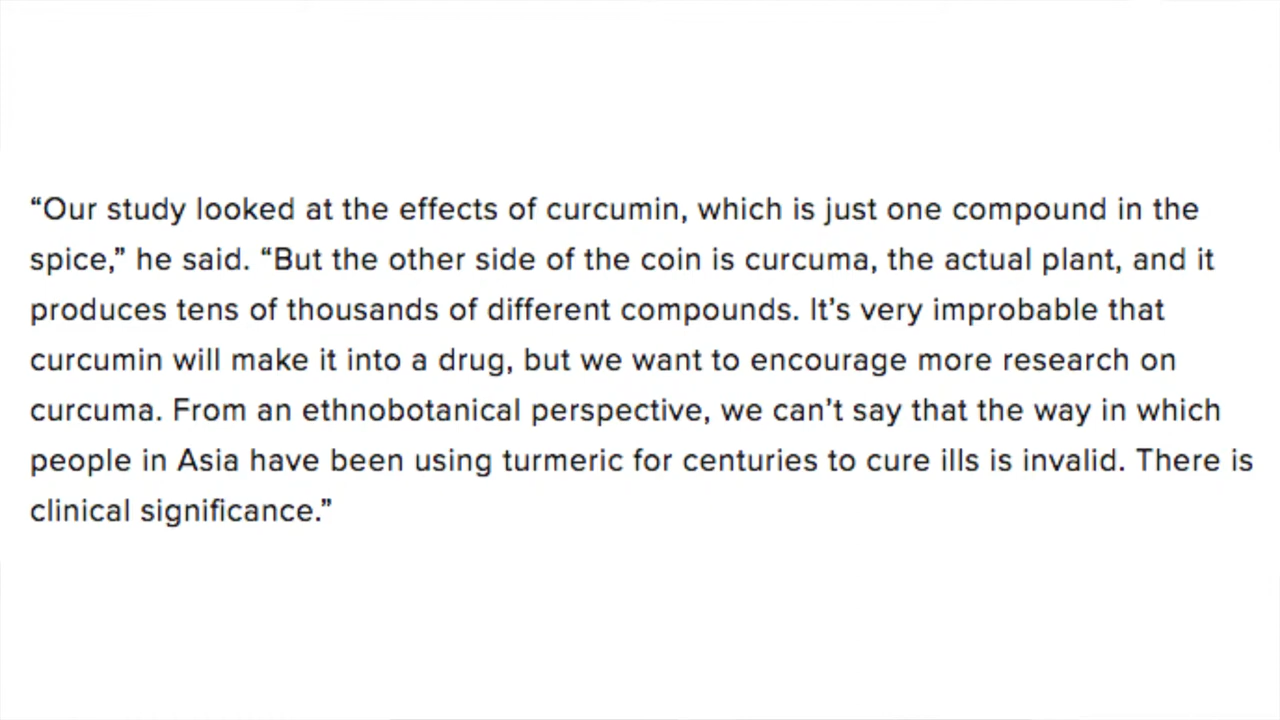 “Our study looked at the effects of curcumin, which is just one compound in the
spice,” he said. “But the other side of the coin is curcuma, the actual plant, and it
produces tens of thousands of different compounds. It’s very improbable that
curcumin will make it into a drug, but we want to encourage more research on
curcuma. From an ethnobotanical perspective, we can’t say that the way in which
people in Asia have been using turmeric for centuries to cure ills is invalid. There is
clinical significance.”